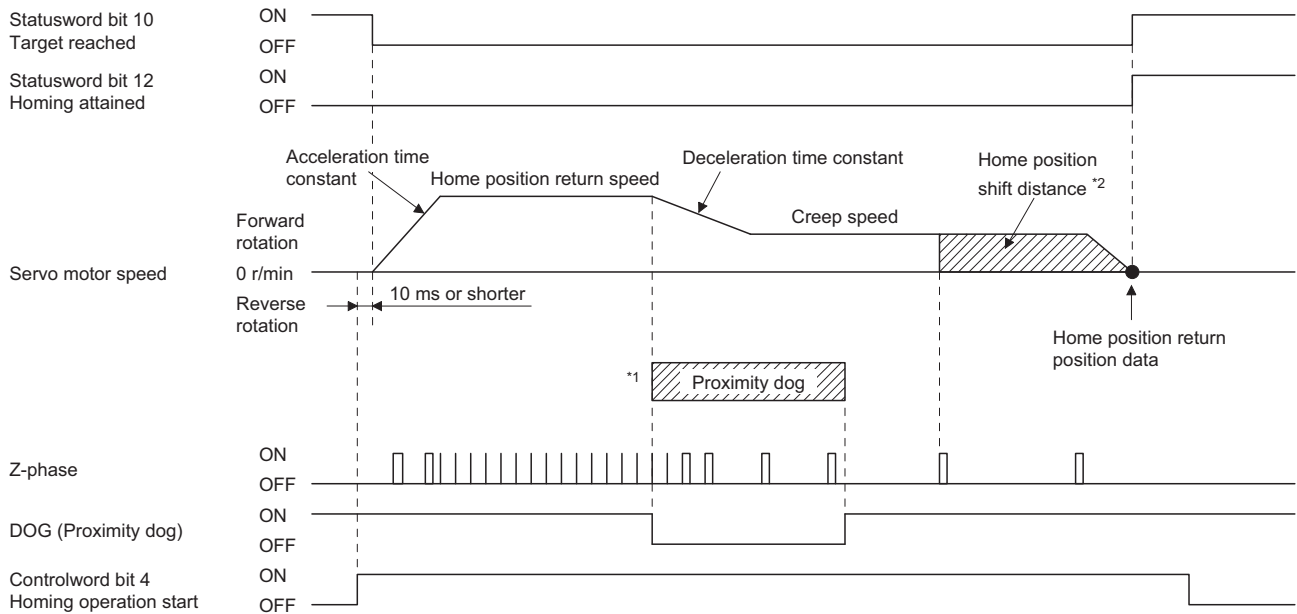 Statusword bit 10
Target reached
ON
OFF
Statusword bit 12
Homing attained
ON
OFF
Acceleration time
constant
Home position return speed
Deceleration time constant
Home position
shift distance *2
Creep speed
Forward
rotation
Servo motor speed
0 r/min
Reverse
rotation
10 ms or shorter
Home position return
position data
*1
Proximity dog
Z-phase
ON
OFF
DOG (Proximity dog)
ON
OFF
Controlword bit 4
Homing operation start
ON
OFF